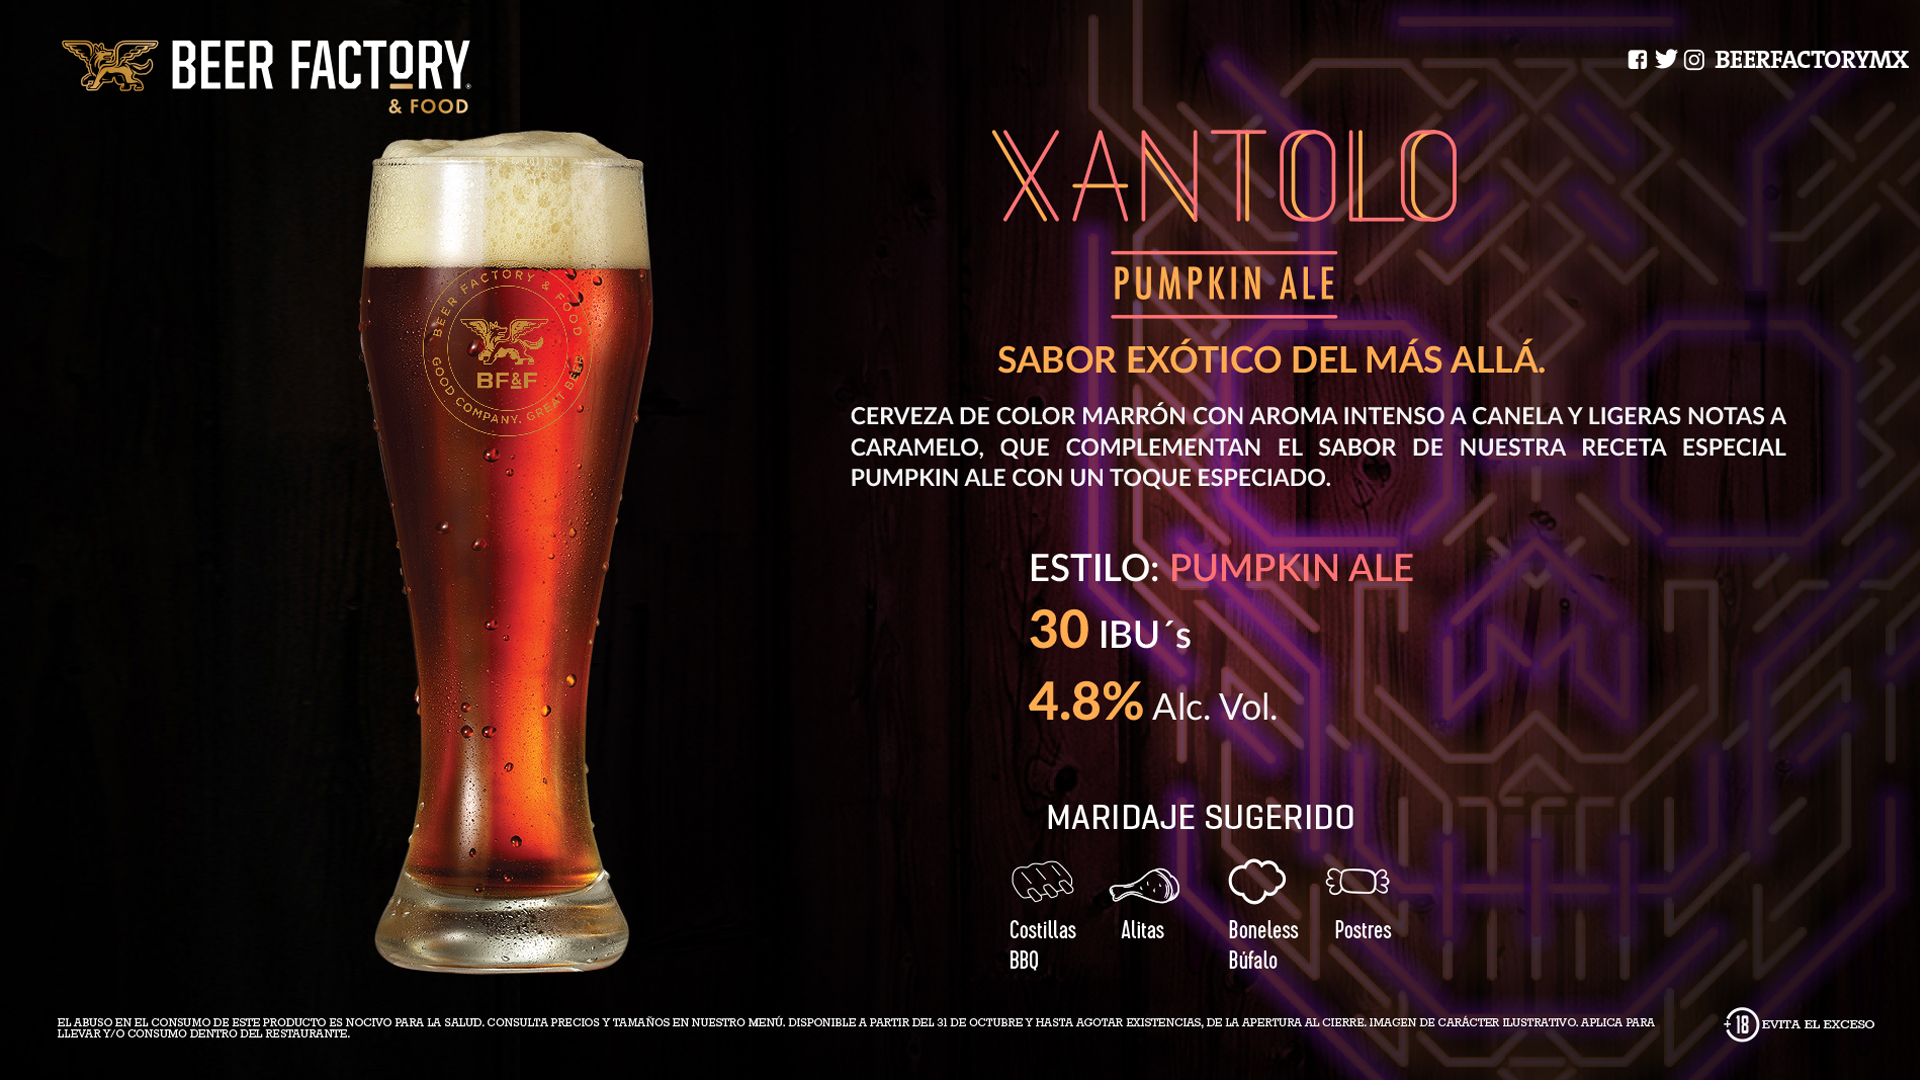 BEER FACTORY
& FOOD
BEERFACTORYMX
XANTOLO
PUMPKIN ALE
SABOR EXÓTICO DEL MÁS ALLÁ.
CERVEZA DE COLOR MARRÓN CON AROMA INTENSO A CANELA Y LIGERAS NOTAS A
CARAMELO, QUE COMPLEMENTAN EL SABOR DE NUESTRA RECETA ESPECIAL
PUMPKIN ALE CON UN TOQUE ESPECIADO.
BEER FACTORY & FOOD
BF&F
GOOD COMPANY, GREAT BEER
ESTILO: PUMPKIN ALE
30 IBU´s
4.8% Alc. Vol.
MARIDAJE SUGERIDO
Costillas
BBQ
Alitas
Boneless
Búfalo
Postres
EL ABUSO EN EL CONSUMO DE ESTE PRODUCTO ES NOCIVO PARA LA SALUD. CONSULTA PRECIOS Y TAMAÑOS EN NUESTRO MENÚ. DISPONIBLE A PARTIR DEL 31 DE OCTUBRE Y HASTA AGOTAR EXISTENCIAS, DE LA APERTURA AL CIERRE. IMAGEN DE CARÁCTER ILUSTRATIVO. APLICA PARA
LLEVAR Y/O CONSUMO DENTRO DEL RESTAURANTE.
+18 EVITA EL EXCESO